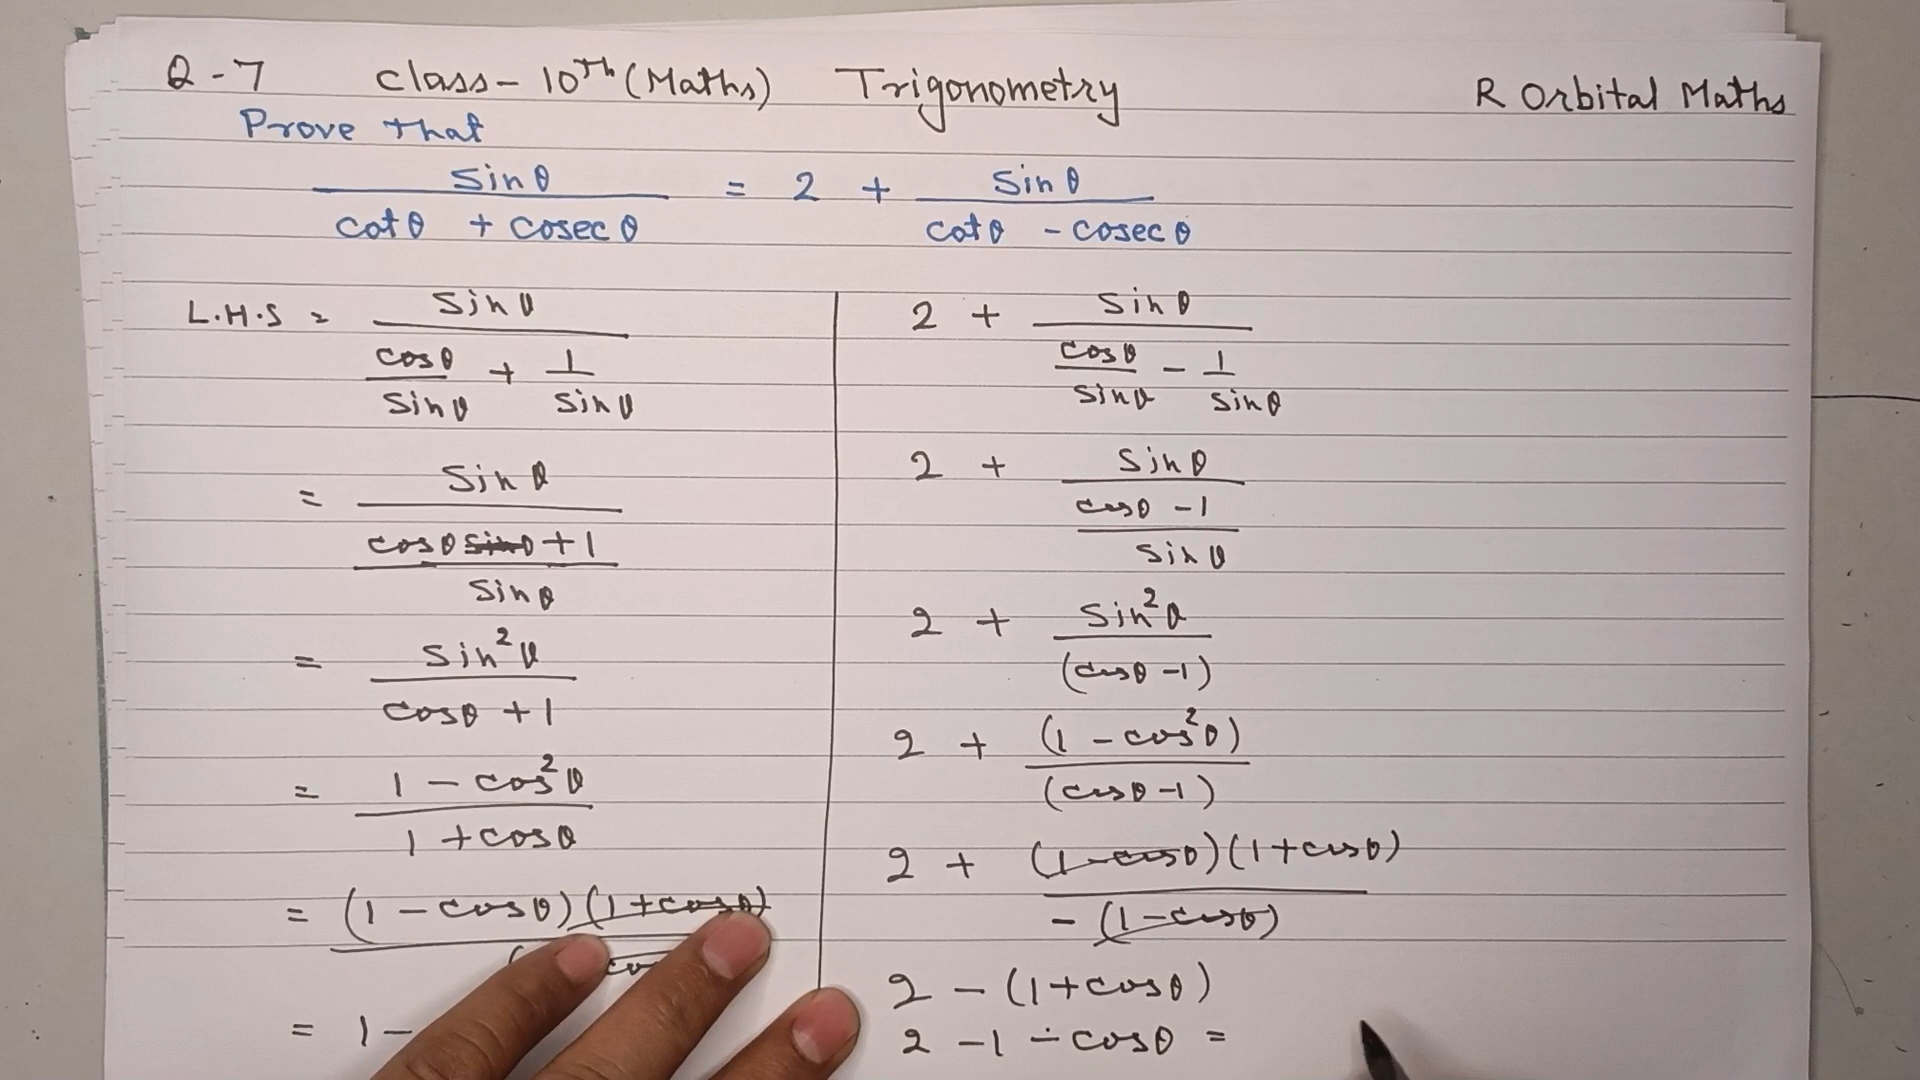 Q-7 Class-10th (Maths) Trigonometry R Orbital Maths
Prove that
sinθ / (cotθ + cosecθ) = 2 + sinθ / (cotθ - cosecθ)
L.H.S = sinθ / (cosθ/sinθ + 1/sinθ)
= sinθ / ((cosθ sinθ + 1)/sinθ)
= sin²θ / (cosθ + 1)
= (1 - cos²θ) / (1 + cosθ)
= (1 - cosθ)(1 + cosθ)
= 1 -
2 + sinθ / (cosθ/sinθ - 1/sinθ)
2 + sinθ / ((cosθ - 1)/sinθ)
2 + sin²θ / (cosθ - 1)
2 + (1 - cos²θ) / (cosθ - 1)
2 + (1 - cosθ)(1 + cosθ) / -(1 - cosθ)
2 - (1 + cosθ)
2 - 1 - cosθ =